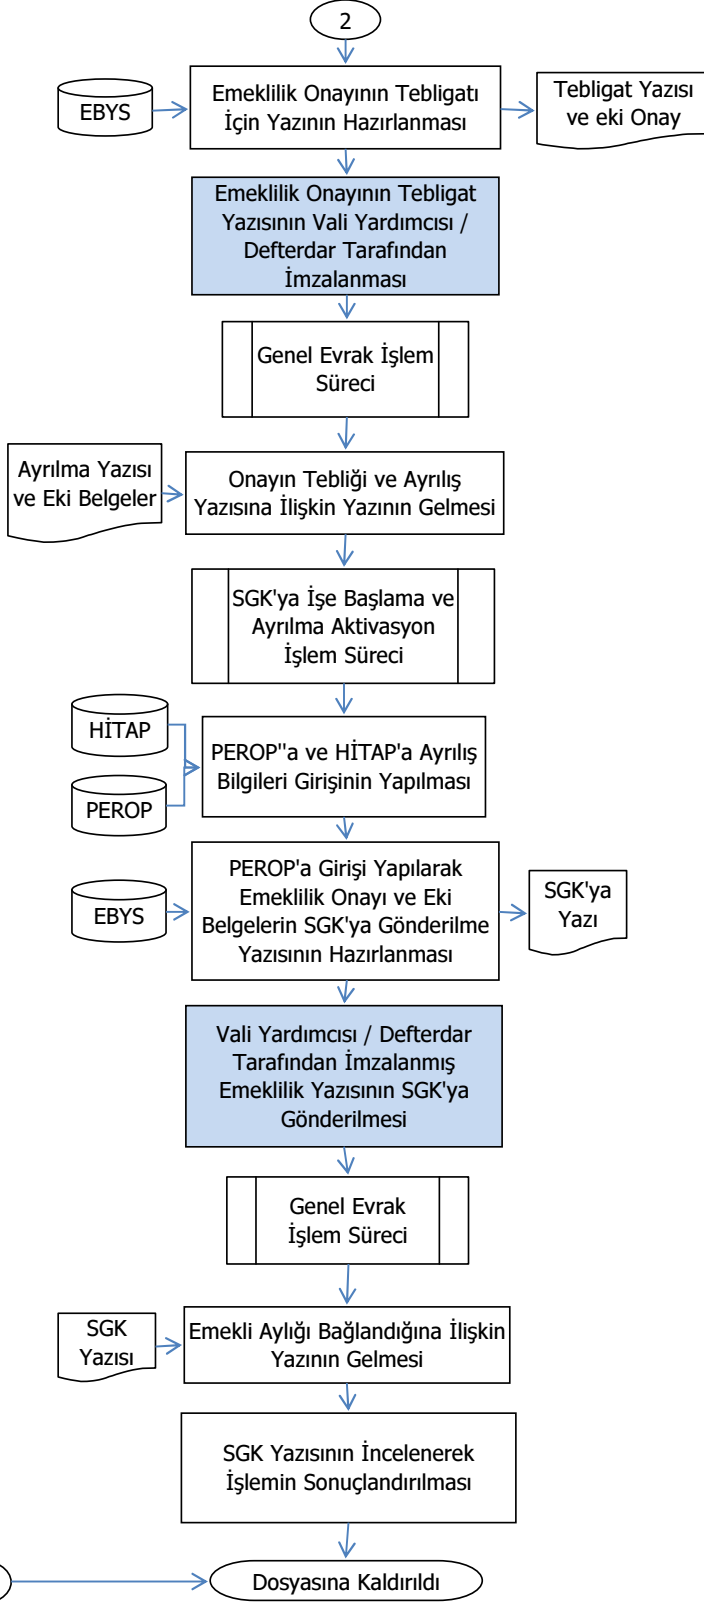 2
EBYS
Emeklilik Onayının Tebligatı
İçin Yazının Hazırlanması
Tebligat Yazısı
ve eki Onay
Emeklilik Onayının Tebligat
Yazısının Vali Yardımcısı /
Defterdar Tarafından
İmzalanması
Genel Evrak İşlem
Süreci
Ayrılma Yazısı
ve Eki Belgeler
Onayın Tebliği ve Ayrılış
Yazısına İlişkin Yazının Gelmesi
SGK'ya İşe Başlama ve
Ayrılma Aktivasyon
İşlem Süreci
HİTAP
PEROP
PEROP''a ve HİTAP'a Ayrılış
Bilgileri Girişinin Yapılması
EBYS
PEROP'a Girişi Yapılarak
Emeklilik Onayı ve Eki
Belgelerin SGK'ya Gönderilme
Yazısının Hazırlanması
SGK'ya
Yazı
Vali Yardımcısı / Defterdar
Tarafından İmzalanmış
Emeklilik Yazısının SGK'ya
Gönderilmesi
Genel Evrak
İşlem Süreci
SGK
Yazısı
Emekli Aylığı Bağlandığına İlişkin
Yazının Gelmesi
SGK Yazısının İncelenerek
İşlemin Sonuçlandırılması
Dosyasına Kaldırıldı